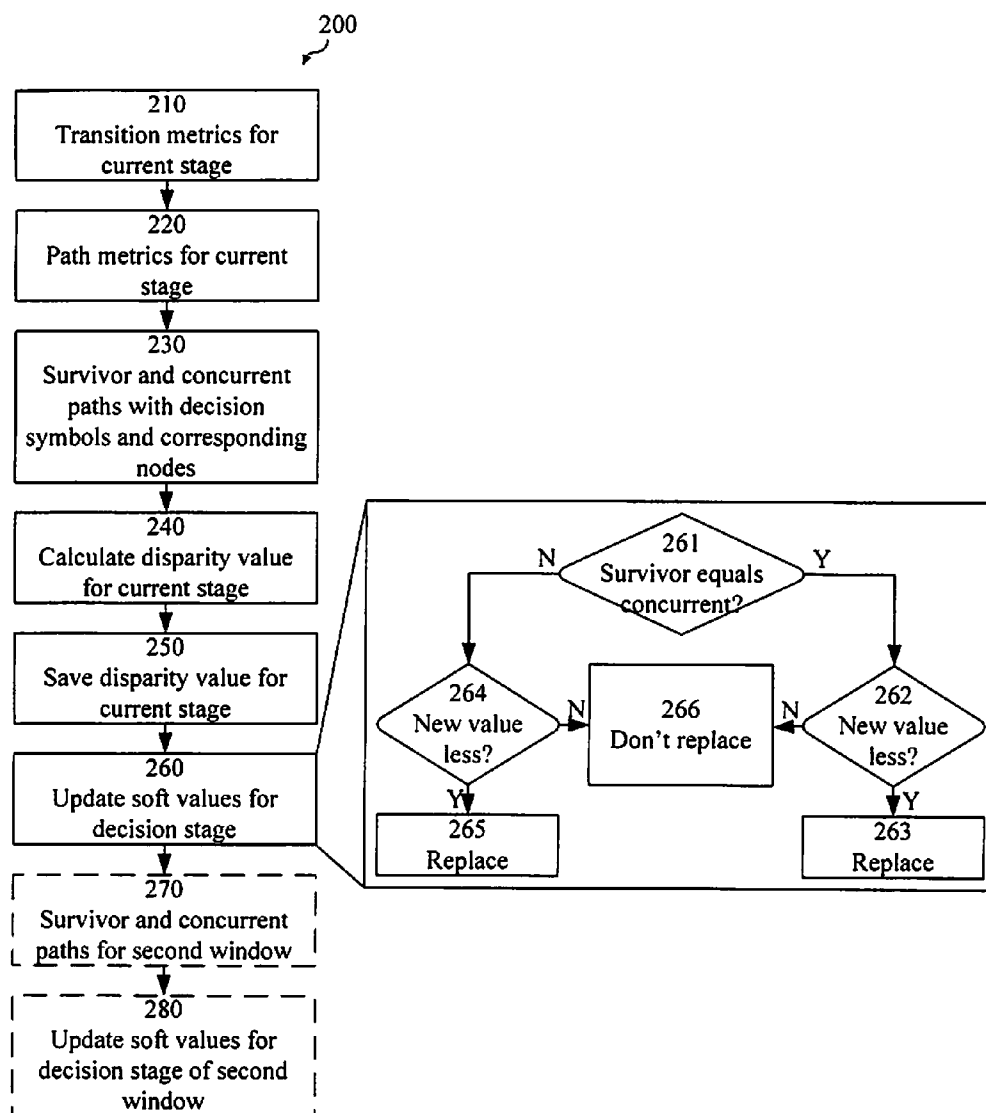 200
210
Transition metrics for
current stage
220
Path metrics for current
stage
230
Survivor and concurrent
paths with decision
symbols and corresponding
nodes
240
Calculate disparity value
for current stage
250
Save disparity value for
current stage
260
Update soft values for
decision stage
270
Survivor and concurrent
paths for second window
280
Update soft values for
decision stage of second
window
N
261
Y
Survivor equals
concurrent?
264
New value
less?
N
266
Don't replace
N
262
New value
less?
Y
265
Replace
Y
263
Replace